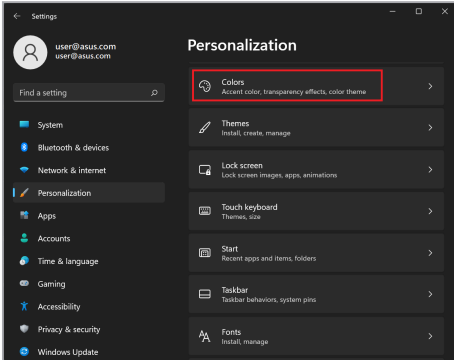 Settings
user@asus.com
user@asus.com
Find a setting
System
Bluetooth & devices
Network & internet
Personalization
Apps
Accounts
Time & language
Gaming
Accessibility
Privacy & security
Windows Update
Personalization
Colors
Accent color, transparency effects, color theme
Themes
Install, create, manage
Lock screen
Lock screen images, apps, animations
Touch keyboard
Themes, size
Start
Recent apps and items, folders
Taskbar
Taskbar behaviors, system pins
Fonts
Install, manage